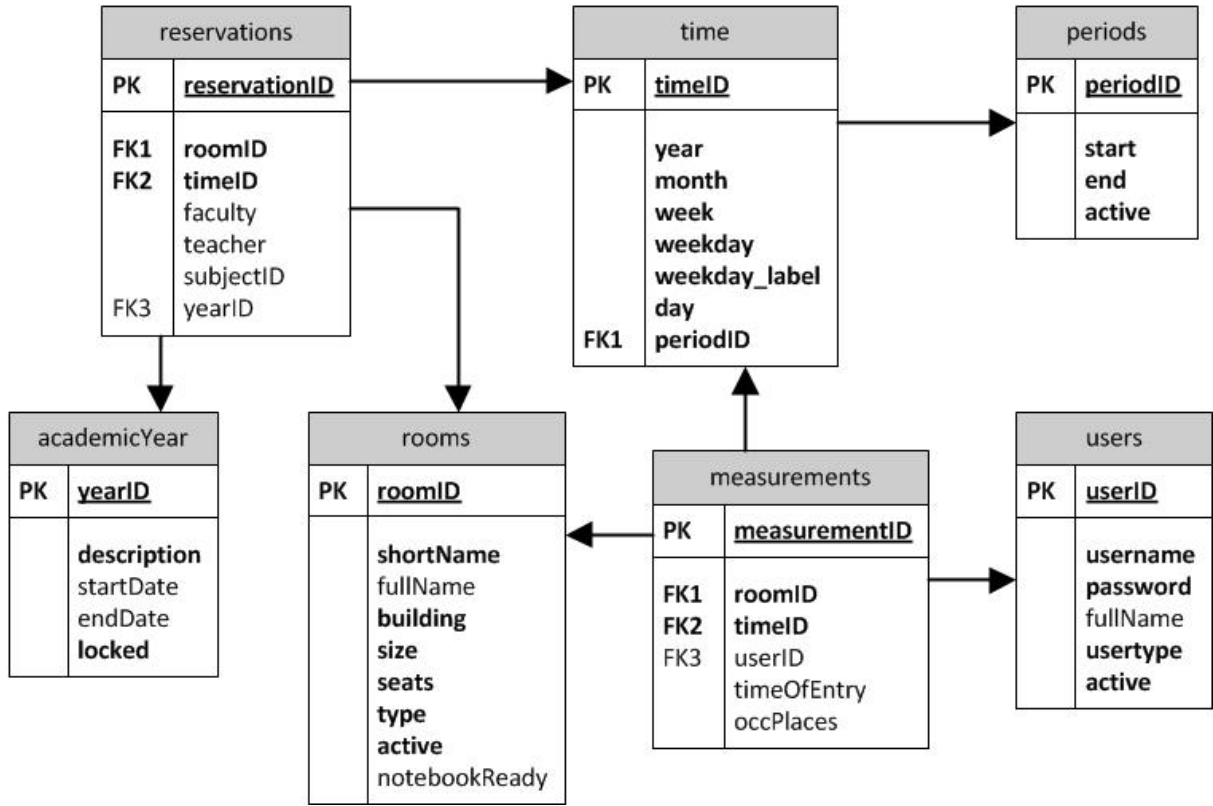 reservations
PK reservationID
FK1 roomID
FK2 timeID
faculty
teacher
subjectID
FK3 yearID
time
PK timeID
year
month
week
weekday
weekday_label
day
FK1 periodID
periods
PK periodID
start
end
active
academicYear
PK yearID
description
startDate
endDate
locked
rooms
PK roomID
shortName
fullName
building
size
seats
type
active
notebookReady
measurements
PK measurementID
FK1 roomID
FK2 timeID
FK3 userID
timeOfEntry
occPlaces
users
PK userID
username
password
fullName
usertype
active